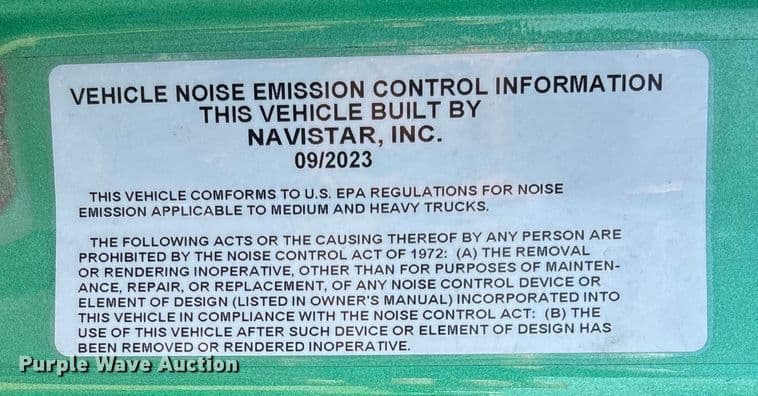 VEHICLE NOISE EMISSION CONTROL INFORMATION
THIS VEHICLE BUILT BY
NAVISTAR, INC.
09/2023
THIS VEHICLE COMFORMS TO U.S. EPA REGULATIONS FOR NOISE
EMISSION APPLICABLE TO MEDIUM AND HEAVY TRUCKS.
THE FOLLOWING ACTS OR THE CAUSING THEREOF BY ANY PERSON ARE
PROHIBITED BY THE NOISE CONTROL ACT OF 1972: (A) THE REMOVAL
OR RENDERING INOPERATIVE, OTHER THAN FOR PURPOSES OF MAINTEN-
ANCE, REPAIR, OR REPLACEMENT, OF ANY NOISE CONTROL DEVICE OR
ELEMENT OF DESIGN (LISTED IN OWNER'S MANUAL) INCORPORATED INTO
THIS VEHICLE IN COMPLIANCE WITH THE NOISE CONTROL ACT: (B) THE
USE OF THIS VEHICLE AFTER SUCH DEVICE OR ELEMENT OF DESIGN HAS
BEEN REMOVED OR RENDERED INOPERATIVE.
Purple Wave Auction